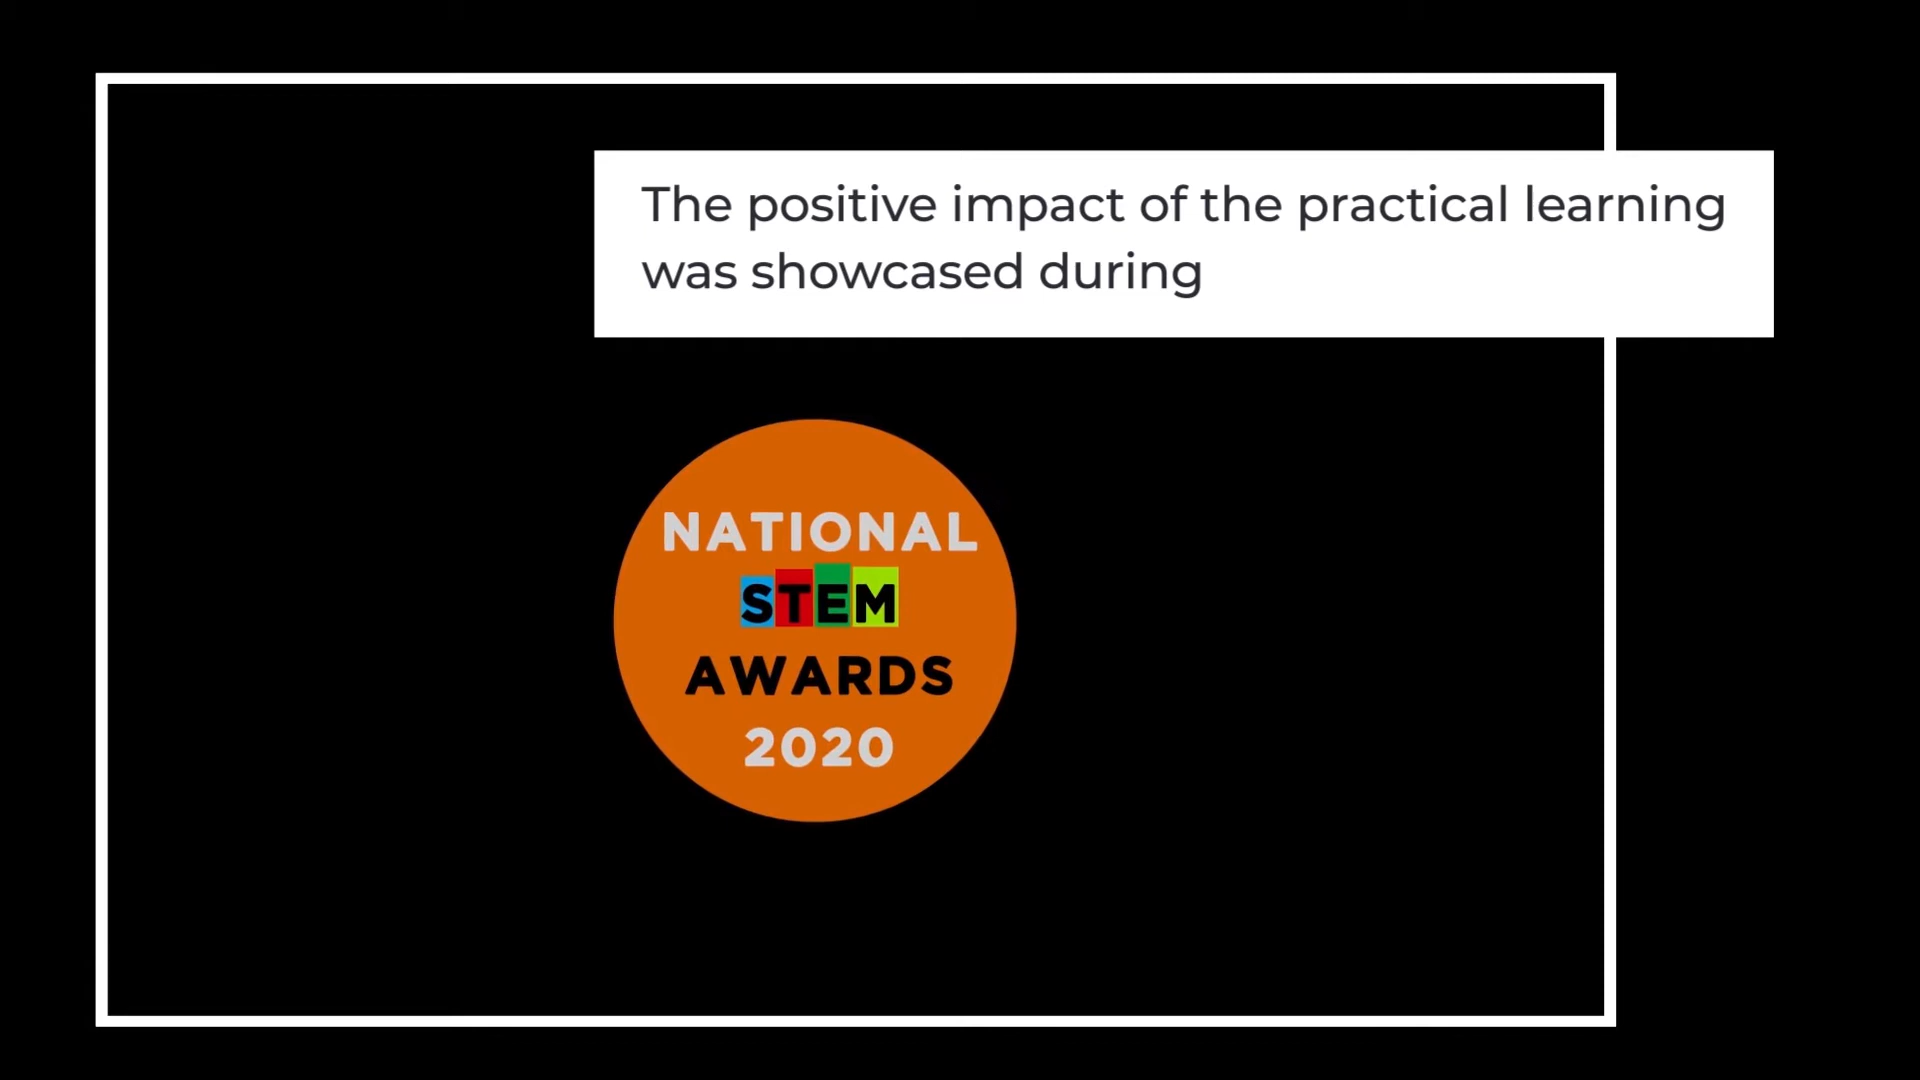 The positive impact of the practical learning
was showcased during
NATIONAL
STEM
AWARDS
2020